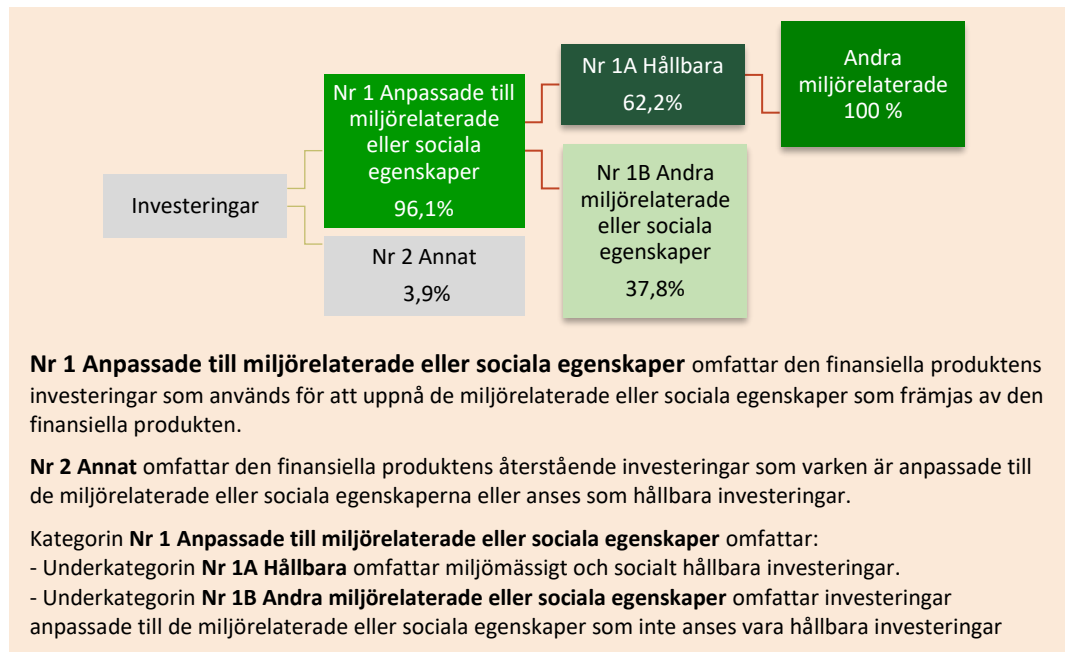 Investeringar
Nr 1 Anpassade till
miljörelaterade
eller sociala
egenskaper
96,1%
Nr 2 Annat
3,9%
Nr 1A Hållbara
62,2%
Nr 1B Andra
miljörelaterade
eller sociala
egenskaper
37,8%
Andra
miljörelaterade
100 %
Nr 1 Anpassade till miljörelaterade eller sociala egenskaper omfattar den finansiella produktens
investeringar som används för att uppnå de miljörelaterade eller sociala egenskaper som främjas av den
finansiella produkten.
Nr 2 Annat omfattar den finansiella produktens återstående investeringar som varken är anpassade till
de miljörelaterade eller sociala egenskaperna eller anses som hållbara investeringar.
Kategorin Nr 1 Anpassade till miljörelaterade eller sociala egenskaper omfattar:
- Underkategorin Nr 1A Hållbara omfattar miljömässigt och socialt hållbara investeringar.
- Underkategorin Nr 1B Andra miljörelaterade eller sociala egenskaper omfattar investeringar
anpassade till de miljörelaterade eller sociala egenskaper som inte anses vara hållbara investeringar